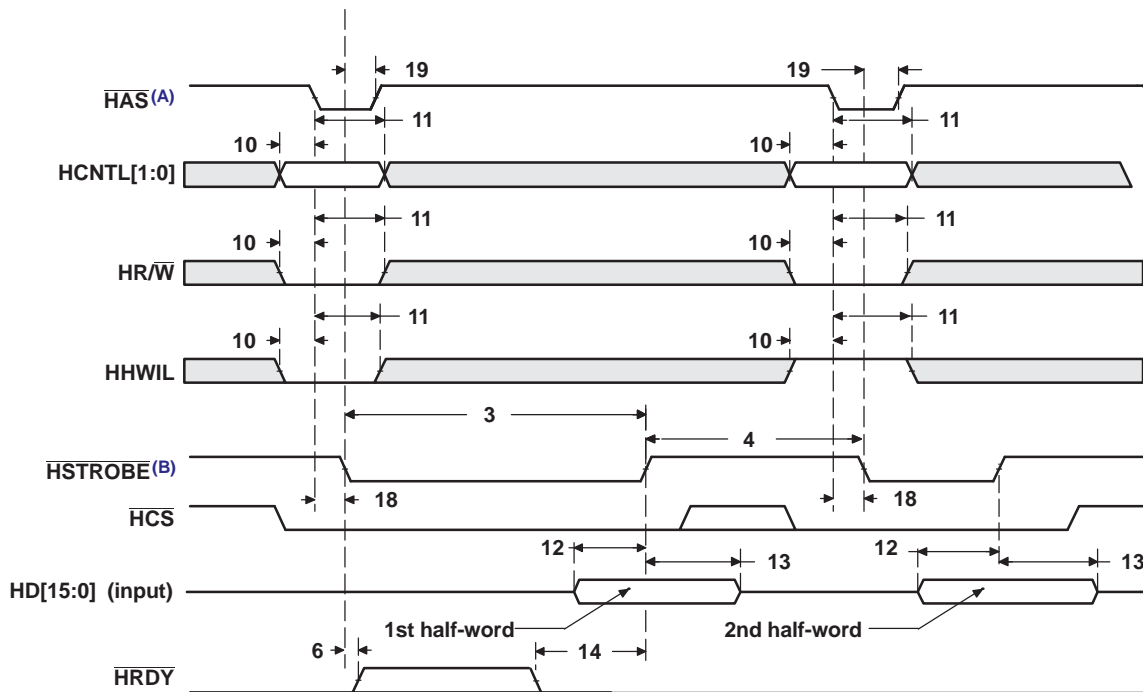 19 19
HAS(A)
11 11
10 10
HCNTL[1:0]
11 11
10 10
HR/W
11 11
10 10
HHWIL
3
4
HSTROBE(B)
18 18
HCS
12 13 12 13
HD[15:0] (input)
1st half-word 2nd half-word
6 14
HRDY